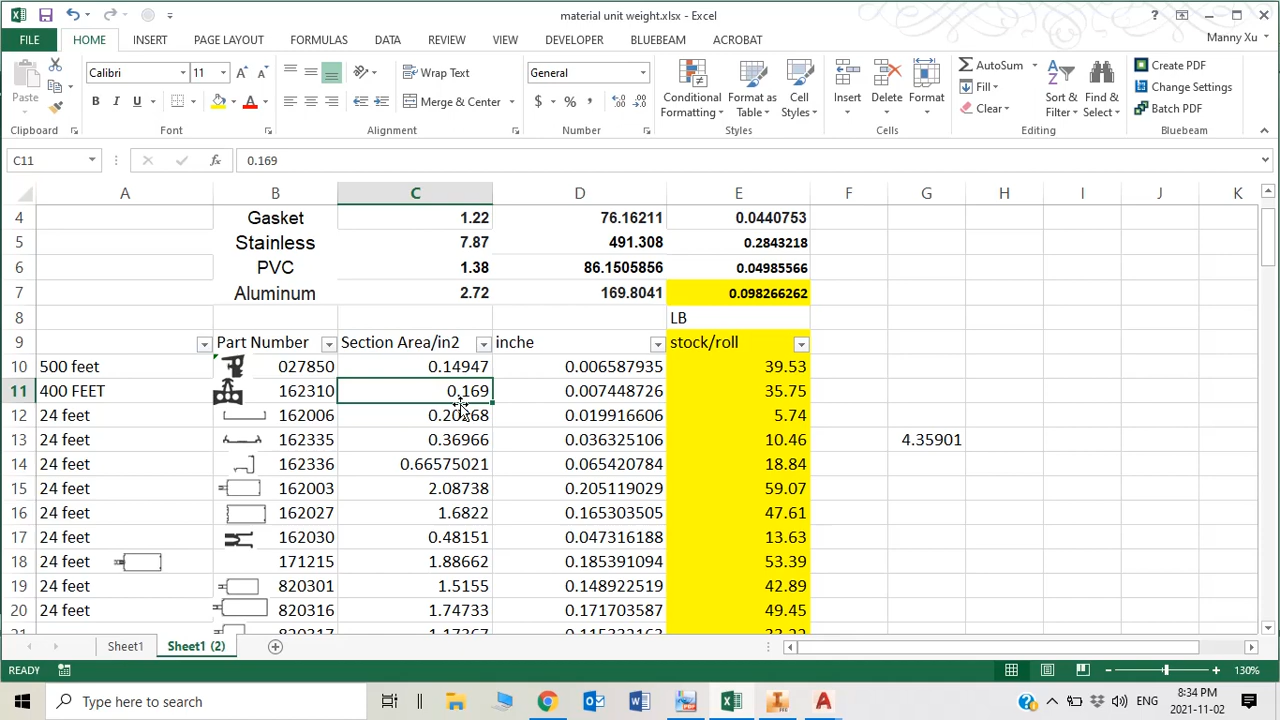 material unit weight.xlsx - Excel
FILE HOME INSERT PAGE LAYOUT FORMULAS DATA REVIEW VIEW DEVELOPER BLUEBEAM ACROBAT Manny Xu
Paste
Clipboard
Calibri 11
B I U
Font
Wrap Text
Merge & Center
Alignment
General
$ % ,
Number
Conditional Formatting
Format as Table
Cell Styles
Styles
Insert Delete Format
Cells
AutoSum
Fill
Clear
Sort & Filter
Find & Select
Editing
Create PDF
Change Settings
Batch PDF
Bluebeam
C11 fx 0.169
A B C D E F G H I J K
4 Gasket 1.22 76.16211 0.0440753
5 Stainless 7.87 491.308 0.2843218
6 PVC 1.38 86.1505856 0.04985566
7 Aluminum 2.72 169.8041 0.098266262
8 LB
9 Part Number Section Area/in2 inche stock/roll
10 500 feet 027850 0.14947 0.006587935 39.53
11 400 FEET 162310 0.169 0.007448726 35.75
12 24 feet 162006 0.20268 0.019916606 5.74
13 24 feet 162335 0.36966 0.036325106 10.46 4.35901
14 24 feet 162336 0.66575021 0.065420784 18.84
15 24 feet 162003 2.08738 0.205119029 59.07
16 24 feet 162027 1.6822 0.165303505 47.61
17 24 feet 162030 0.48151 0.047316188 13.63
18 24 feet 171215 1.88662 0.185391094 53.39
19 24 feet 820301 1.5155 0.148922519 42.89
20 24 feet 820316 1.74733 0.171703587 49.45
21 820317 1.17367 0.115332163 33.22
Sheet1 Sheet1 (2)
READY 130%
Type here to search
ENG
8:34 PM
2021-11-02